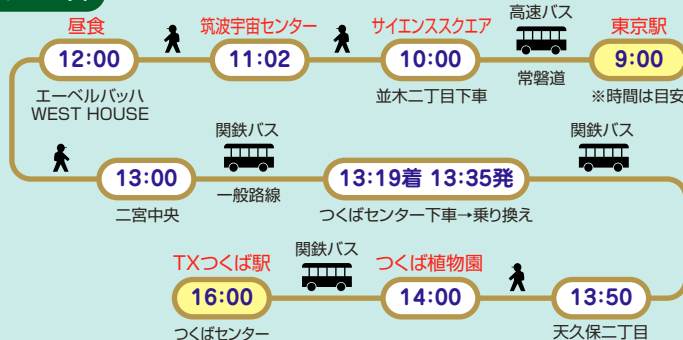 東京駅
9:00
※時間は目安
高速バス
常磐道
サイエンススクエア
10:00
並木二丁目下車
筑波宇宙センター
11:02
昼食
12:00
エーベルバッハ
WEST HOUSE
13:00
二宮中央
関鉄バス
一般路線
13:19着 13:35発
つくばセンター下車→乗り換え
関鉄バス
13:50
天久保二丁目
つくば植物園
14:00
関鉄バス
TXつくば駅
16:00
つくばセンター